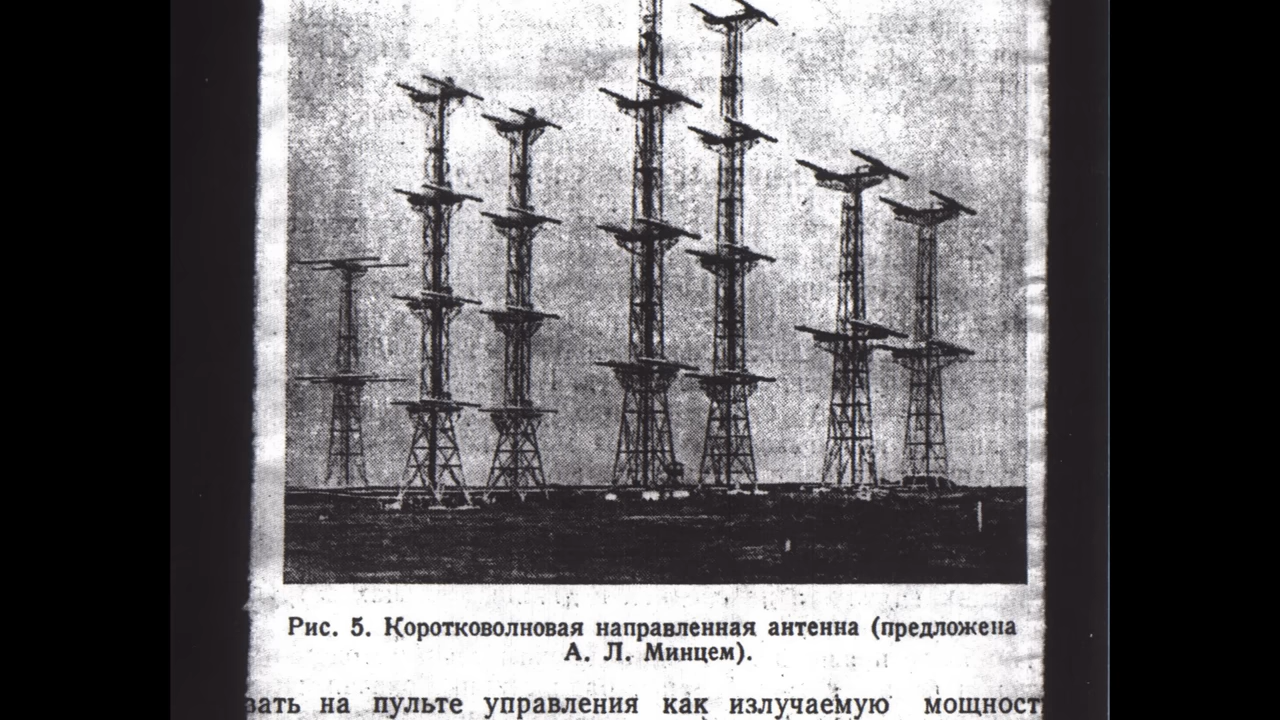 Рис. 5. Коротковолновая направленная антенна (предложена
А. Л. Минцем).
на пульте управления как излучаемую